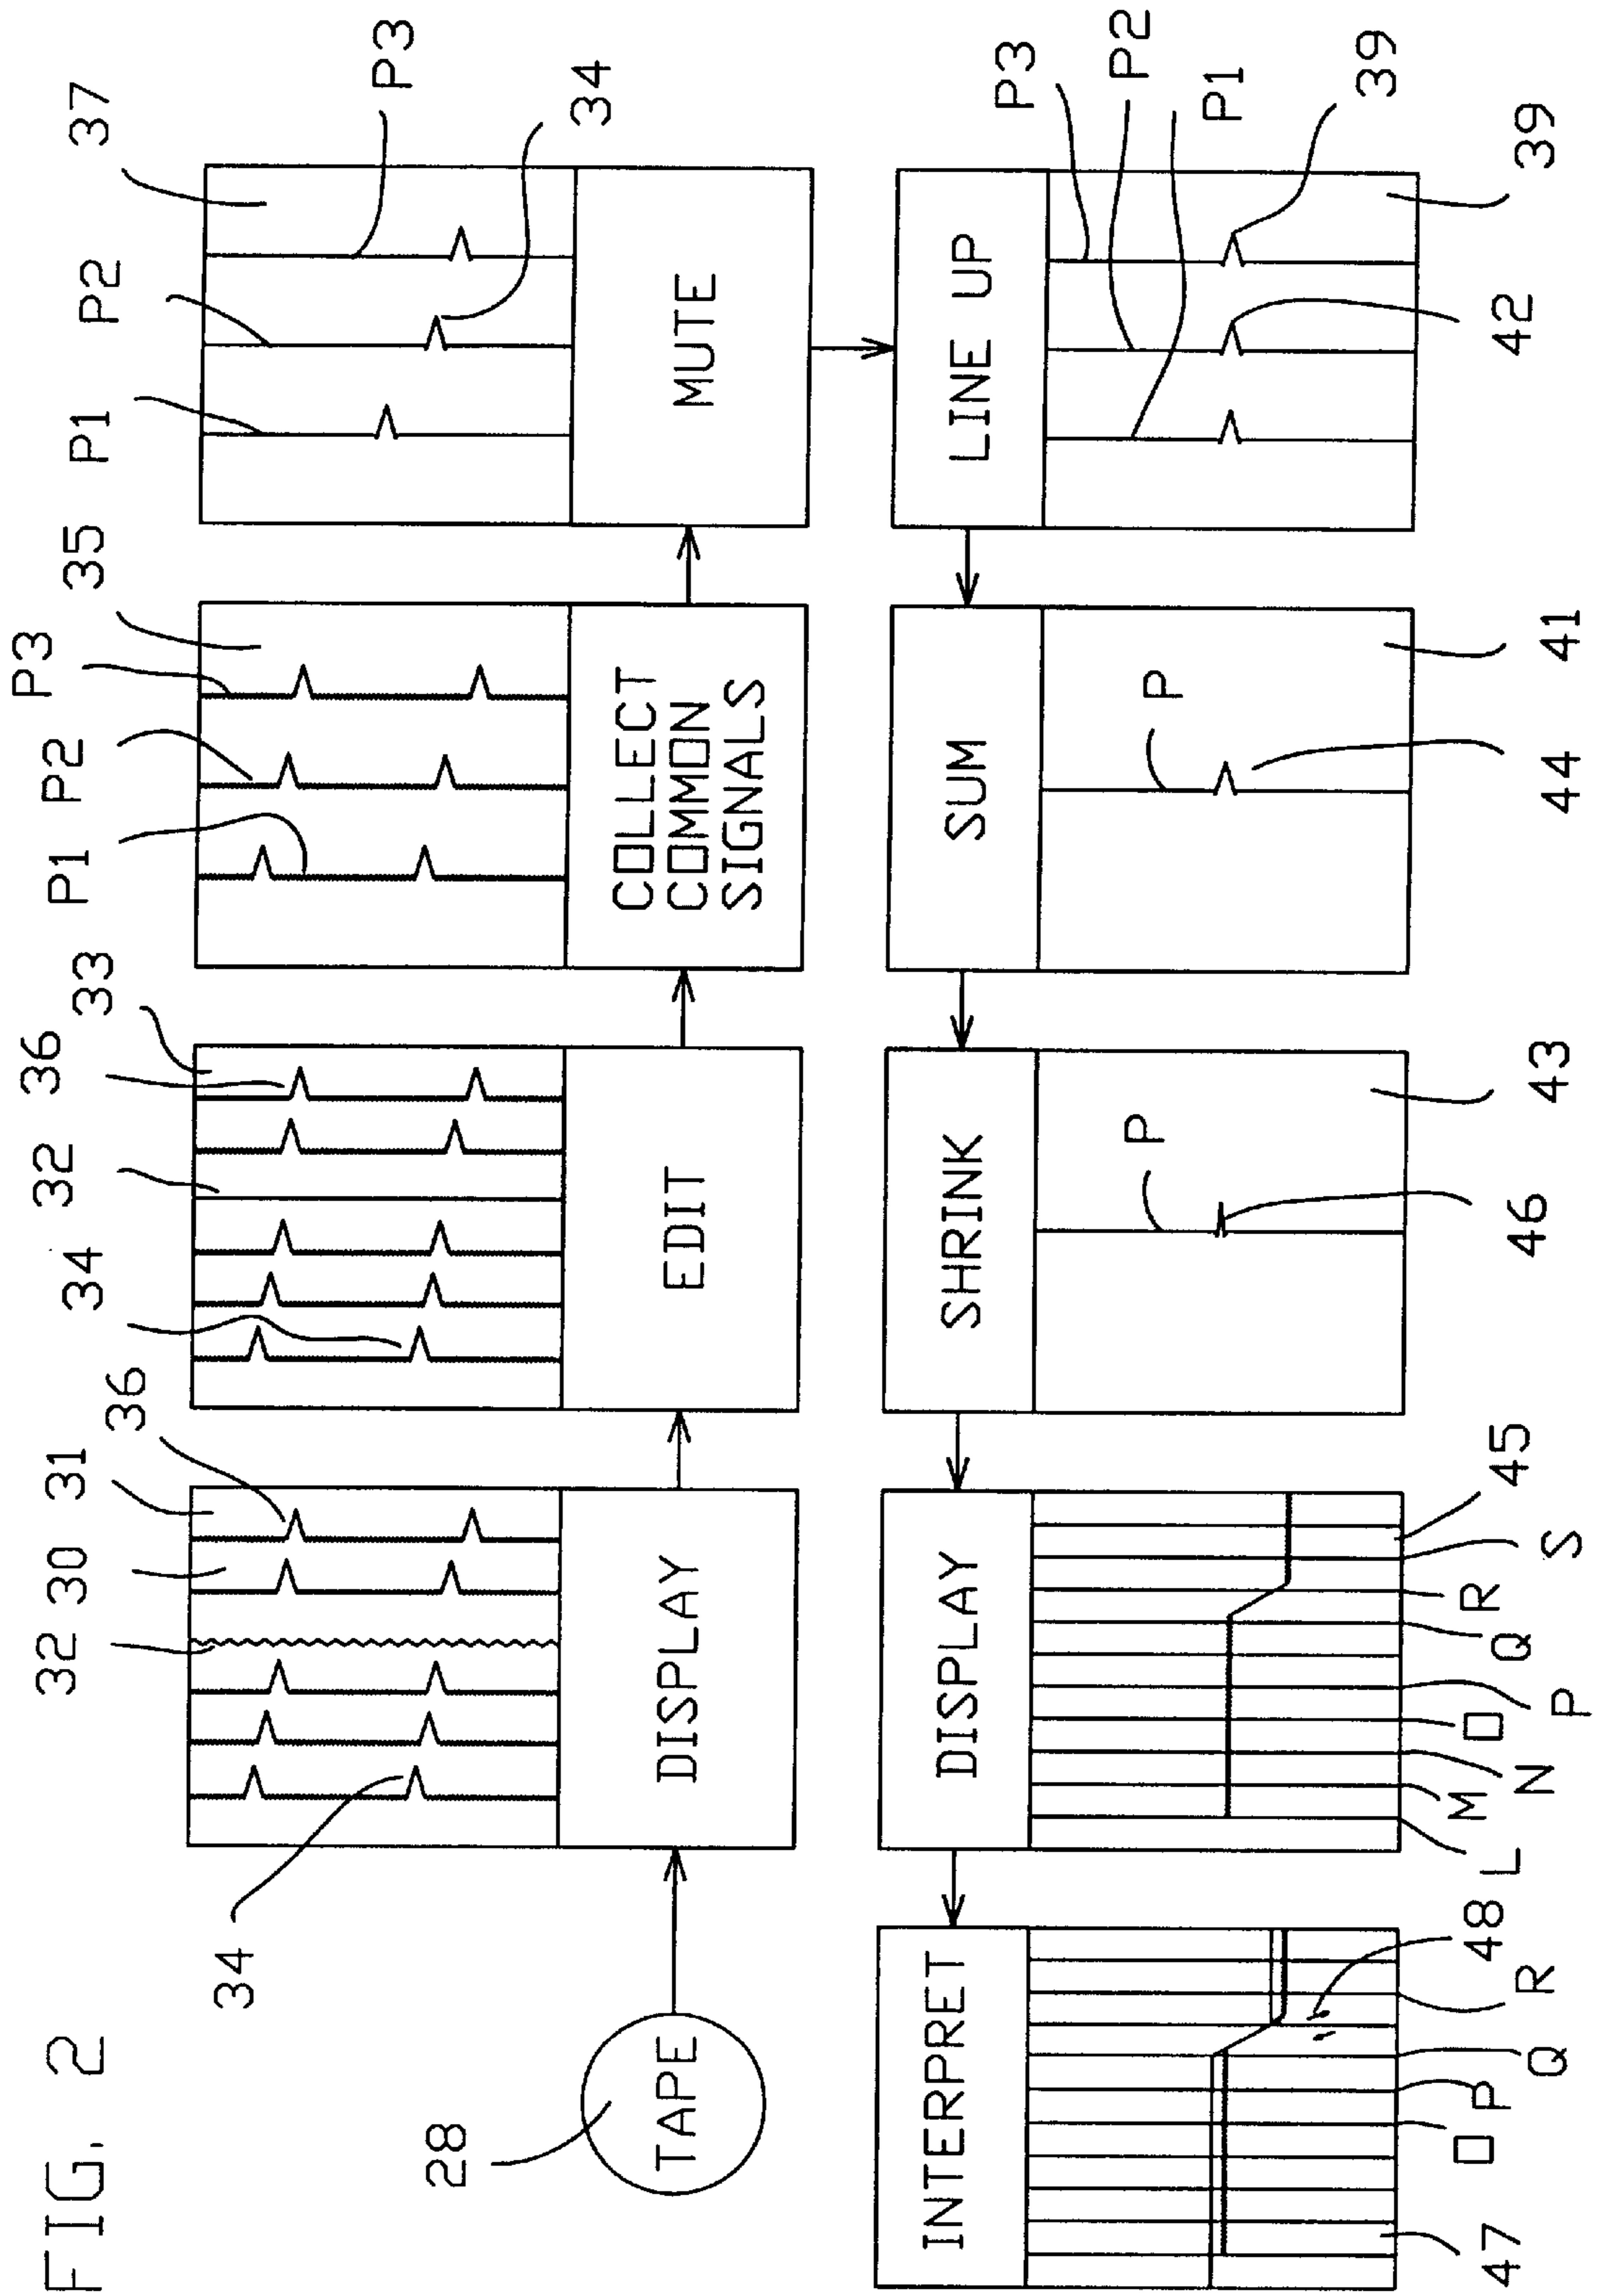 FIG. 2
28
TAPE
34
32
30
31
36
DISPLAY
34
32
36
33
EDIT
P1
P2
P3
35
COLLECT
COMMON
SIGNALS
P1
P2
37
P3
34
MUTE
LINE UP
P3
P2
P1
39
42
39
SUM
P
41
44
SHRINK
P
43
46
DISPLAY
45
L
M
N
O
P
Q
R
S
INTERPRET
47
O
P
Q
R
48